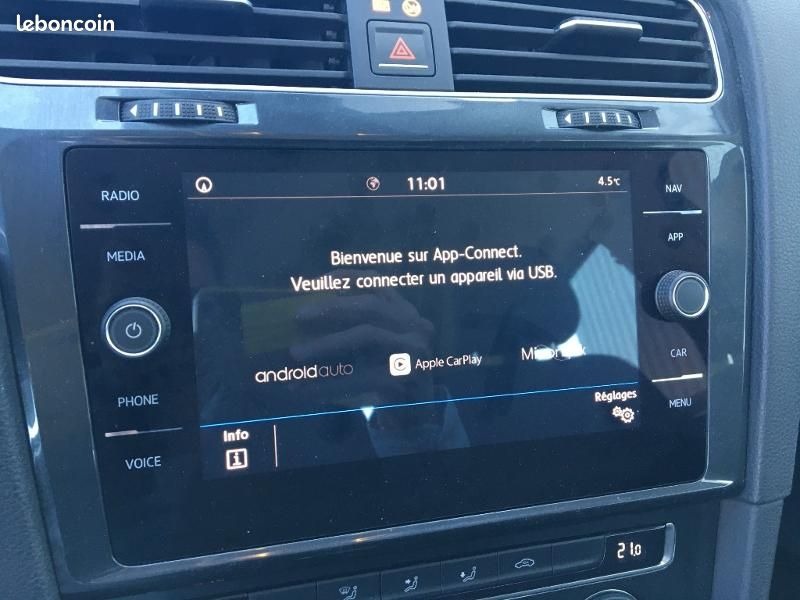 leboncoin
RADIO
MEDIA
PHONE
VOICE
11:01
4.5°C
Bienvenue sur App-Connect.
Veuillez connecter un appareil via USB.
androidauto
Apple CarPlay
Réglages
Info
i
NAV
APP
CAR
MENU
21.0